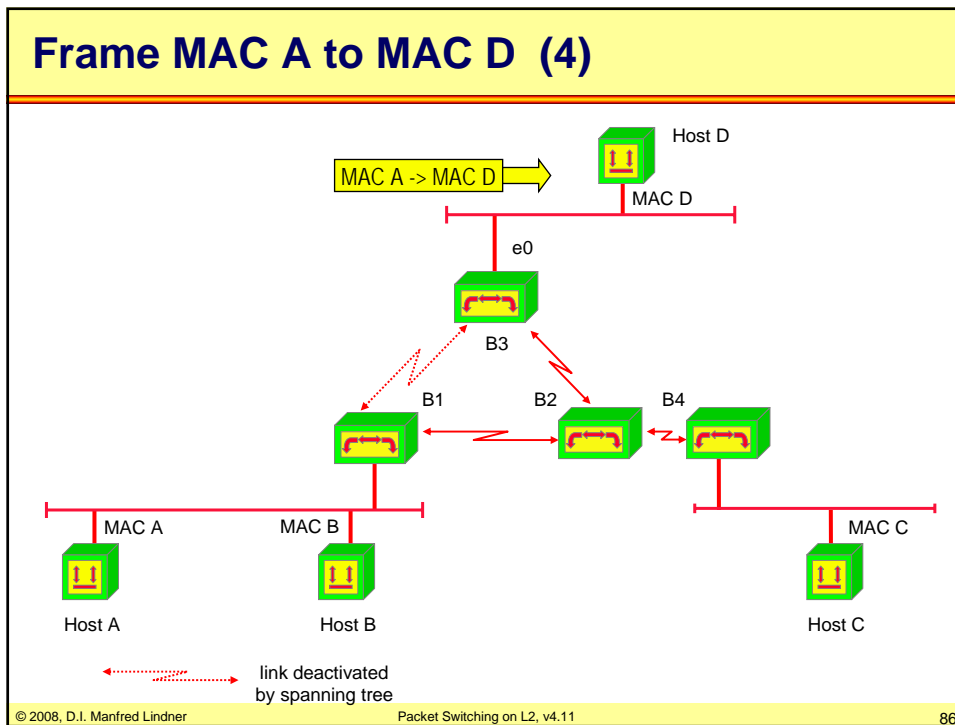 Frame MAC A to MAC D (4)
Host D
MAC A -> MAC D
MAC D
e0
B3
B1
B2
B4
MAC A
MAC B
MAC C
Host A
Host B
Host C
link deactivated
by spanning tree
© 2008, D.I. Manfred Lindner
Packet Switching on L2, v4.11
86